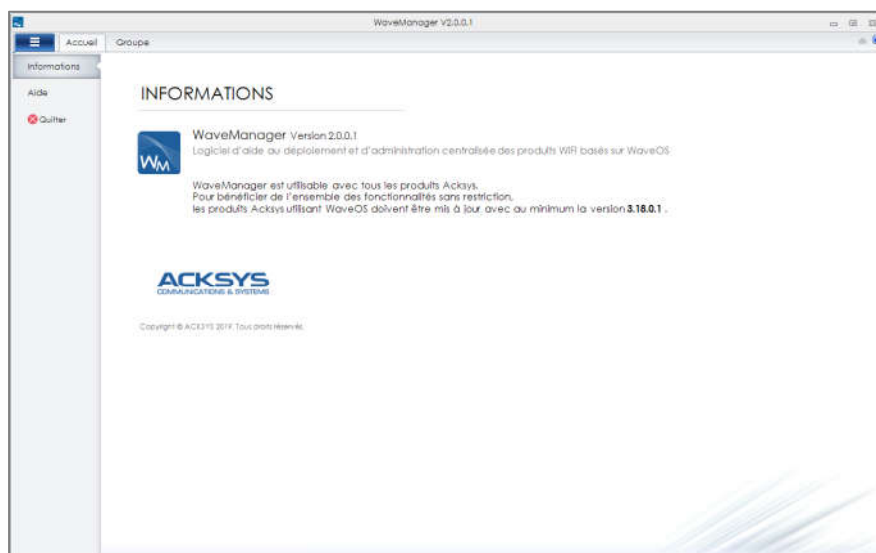 WaveManager V2.0.0.1
Accueil Groupe
Informations
Aide
Quitter
INFORMATIONS
WaveManager Version 2.0.0.1
Logiciel d'aide au déploiement et d'administration centralisée des produits WIFI basés sur WaveOS
WM
WaveManager est utilisable avec tous les produits Acksys.
Pour bénéficier de l'ensemble des fonctionnalités sans restriction,
les produits Acksys utilisant WaveOS doivent être mis à jour avec au minimum la version 3.18.0.1 .
ACKSYS
COMMUNICATIONS & SYSTEMS
Copyright © ACKSYS 2019. Tous droits réservés.